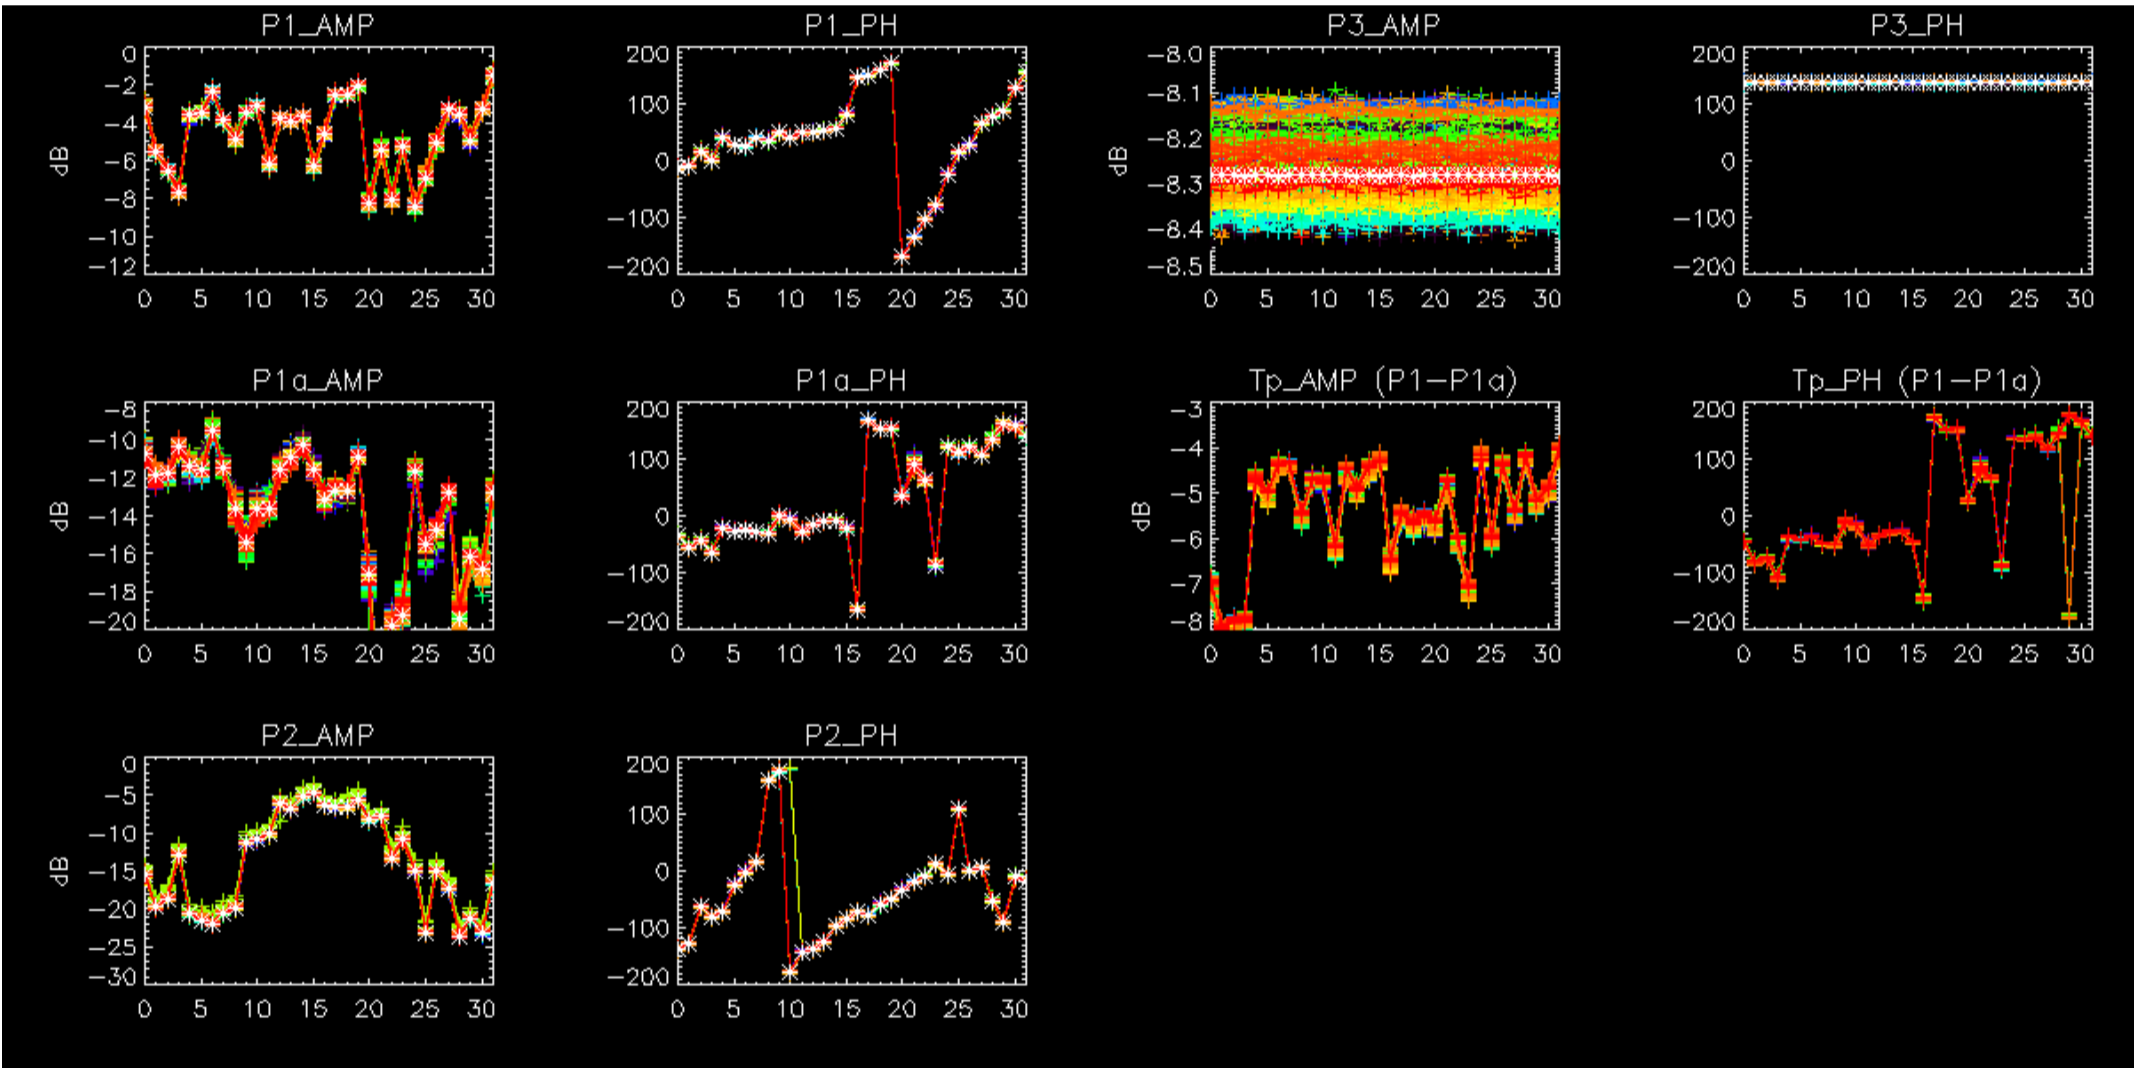 P1_AMP
0
−2
−4
−6
−8
−10
−12
dB
0 5 10 15 20 25 30
P1_PH
200
100
0
−100
−200
0 5 10 15 20 25 30
P3_AMP
−8.0
−8.1
−8.2
−8.3
−8.4
−8.5
dB
0 5 10 15 20 25 30
P3_PH
200
100
0
−100
−200
0 5 10 15 20 25 30
P1a_AMP
−8
−10
−12
−14
−16
−18
−20
dB
0 5 10 15 20 25 30
P1a_PH
200
100
0
−100
−200
0 5 10 15 20 25 30
Tp_AMP (P1−P1a)
−3
−4
−5
−6
−7
−8
dB
0 5 10 15 20 25 30
Tp_PH (P1−P1a)
200
100
0
−100
−200
0 5 10 15 20 25 30
P2_AMP
0
−5
−10
−15
−20
−25
−30
dB
0 5 10 15 20 25 30
P2_PH
200
100
0
−100
−200
0 5 10 15 20 25 30